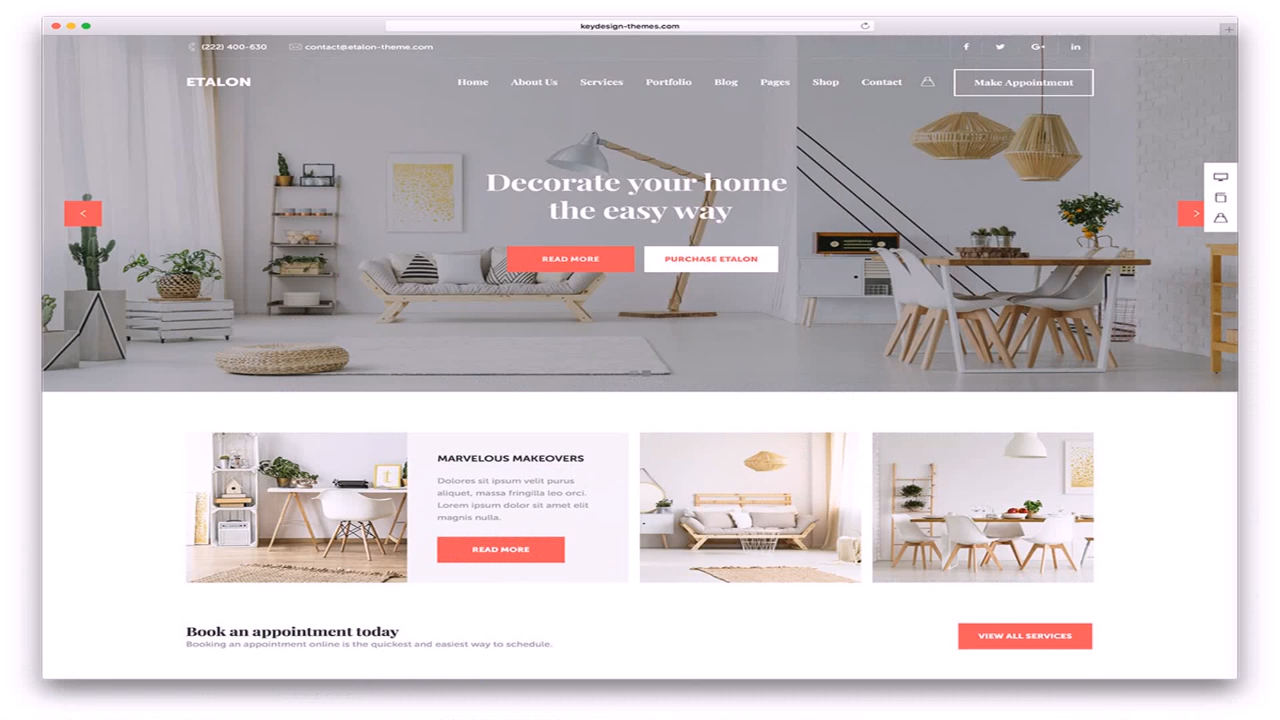 keydesign-themes.com
(222) 400-630 contact@etalon-theme.com
ETALON Home About Us Services Portfolio Blog Pages Shop Contact Make Appointment
Decorate your home
the easy way
READ MORE PURCHASE ETALON
MARVELOUS MAKEOVERS
Dolores sit ipsum velit purus
aliquet, massa fringilla leo orci.
Lorem ipsum dolor sit amet elit
magnis nulla.
READ MORE
Book an appointment today
Booking an appointment online is the quickest and easiest way to schedule.
VIEW ALL SERVICES